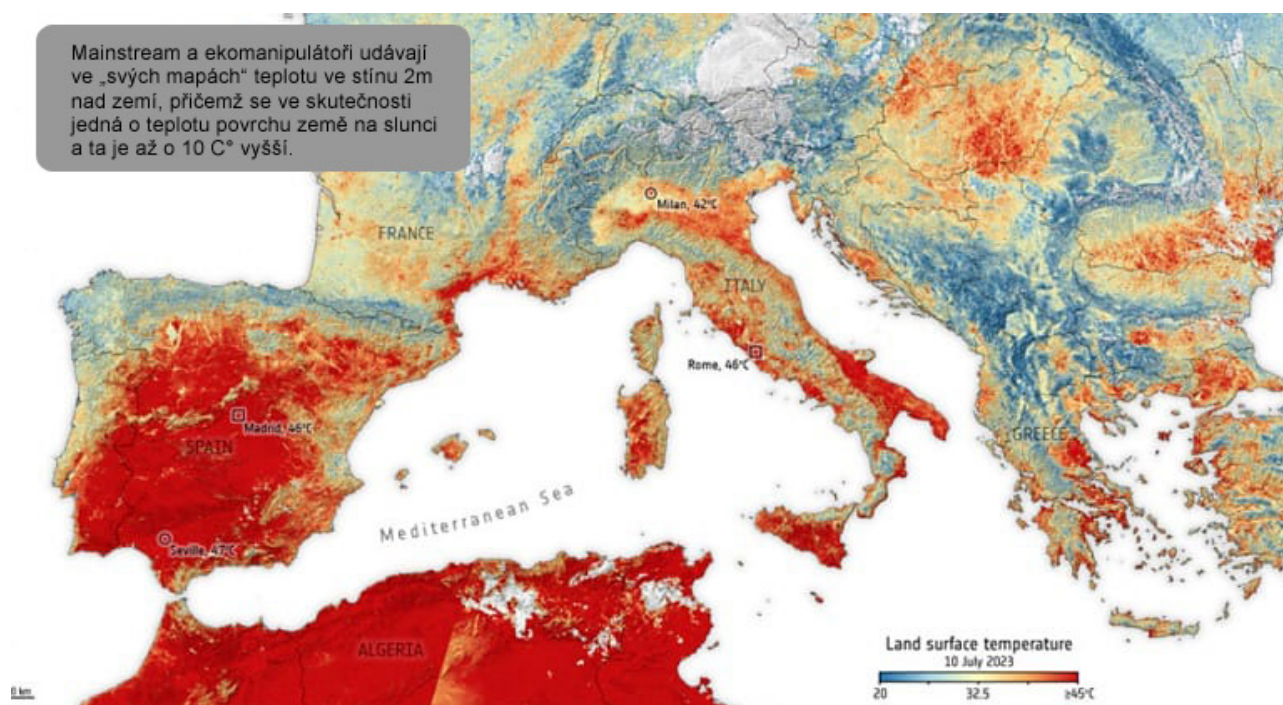 Mainstream a ekomanipulátoři udávají
ve „svých mapách“ teplotu ve stínu 2m
nad zemí, přičemž se ve skutečnosti
jedná o teplotu povrchu země na slunci
a ta je až o 10 C° vyšší.
Milan, 42°C
FRANCE
ITALY
Rome, 46°C
Madrid, 46°C
SPAIN
GREECE
Mediterranean Sea
Seville, 47°C
ALGERIA
Land surface temperature
10 July 2023
20 32.5 ≥45°C
0 km